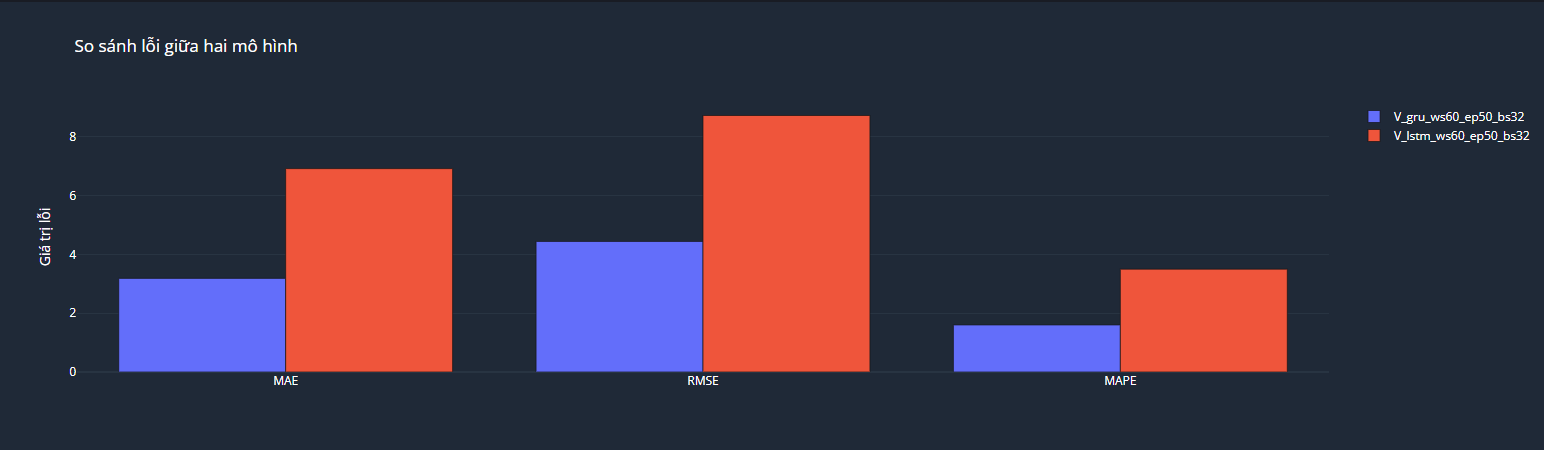 So sánh lỗi giữa hai mô hình
V_gru_ws60_ep50_bs32
V_lstm_ws60_ep50_bs32
Giá trị lỗi
8
6
4
2
0
MAE
RMSE
MAPE